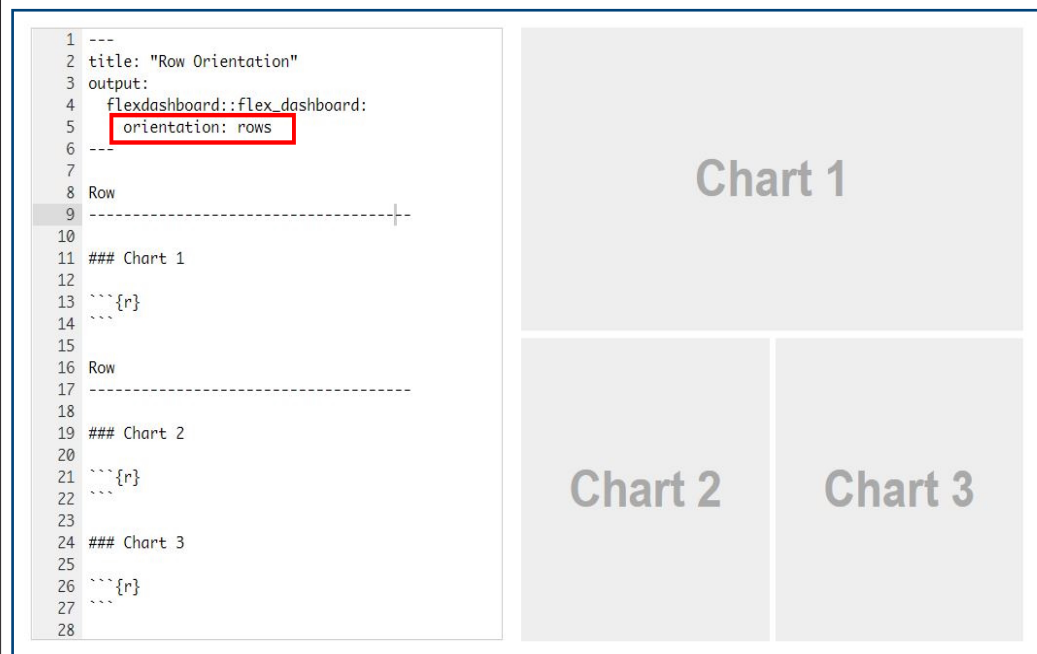 1 ---
2 title: "Row Orientation"
3 output:
4   flexdashboard::flex_dashboard:
5     orientation: rows
6 ---
7
8 Row
9 -------------------------------------
10
11 ### Chart 1
12
13 ```{r}
14 ```
15
16 Row
17 -------------------------------------
18
19 ### Chart 2
20
21 ```{r}
22 ```
23
24 ### Chart 3
25
26 ```{r}
27 ```
28
Chart 1
Chart 2 Chart 3